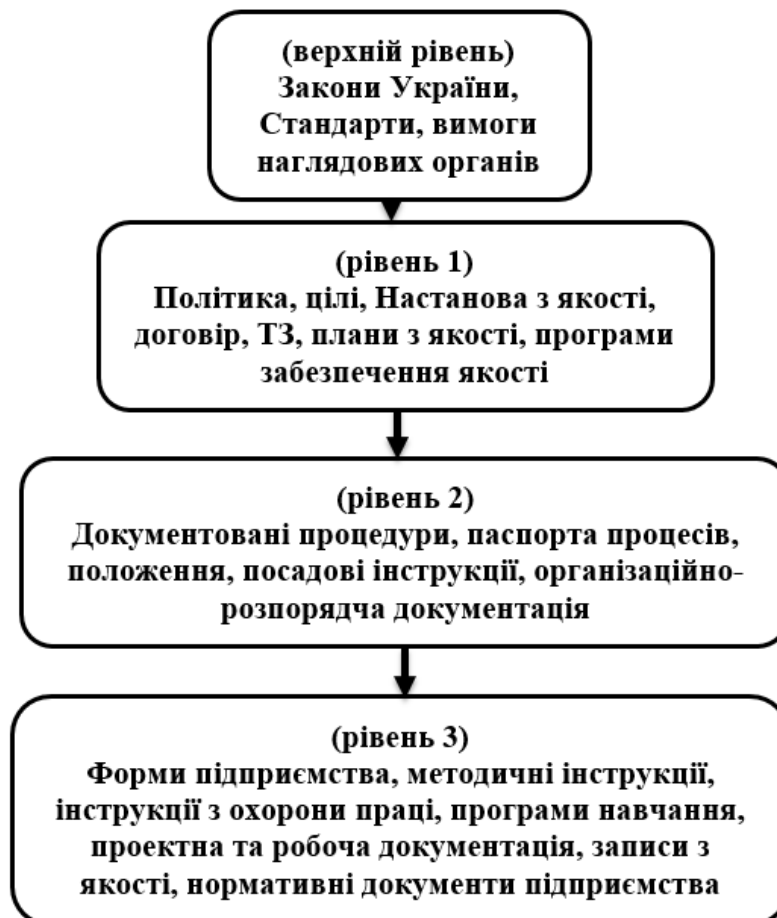 (верхній рівень)
Закони України,
Стандарти, вимоги
наглядових органів
(рівень 1)
Політика, цілі, Настанова з якості,
договір, ТЗ, плани з якості, програми
забезпечення якості
(рівень 2)
Документовані процедури, паспорта процесів,
положення, посадові інструкції, організаційно-
розпорядча документація
(рівень 3)
Форми підприємства, методичні інструкції,
інструкції з охорони праці, програми навчання,
проектна та робоча документація, записи з
якості, нормативні документи підприємства